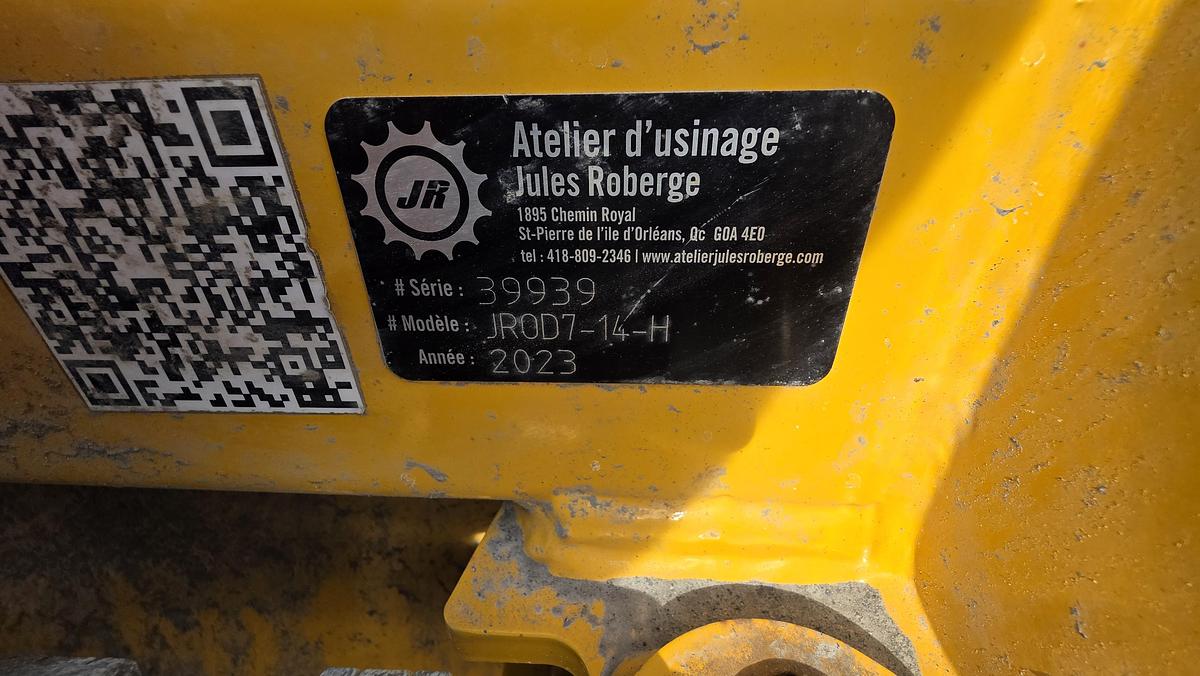 JR
Atelier d'usinage
Jules Roberge
1895 Chemin Royal
St-Pierre de l'ile d'Orléans, Qc G0A 4E0
tel : 418-809-2346 | www.atelierjulesroberge.com
# Série : 39939
# Modèle : JROD7-14-H
Année : 2023